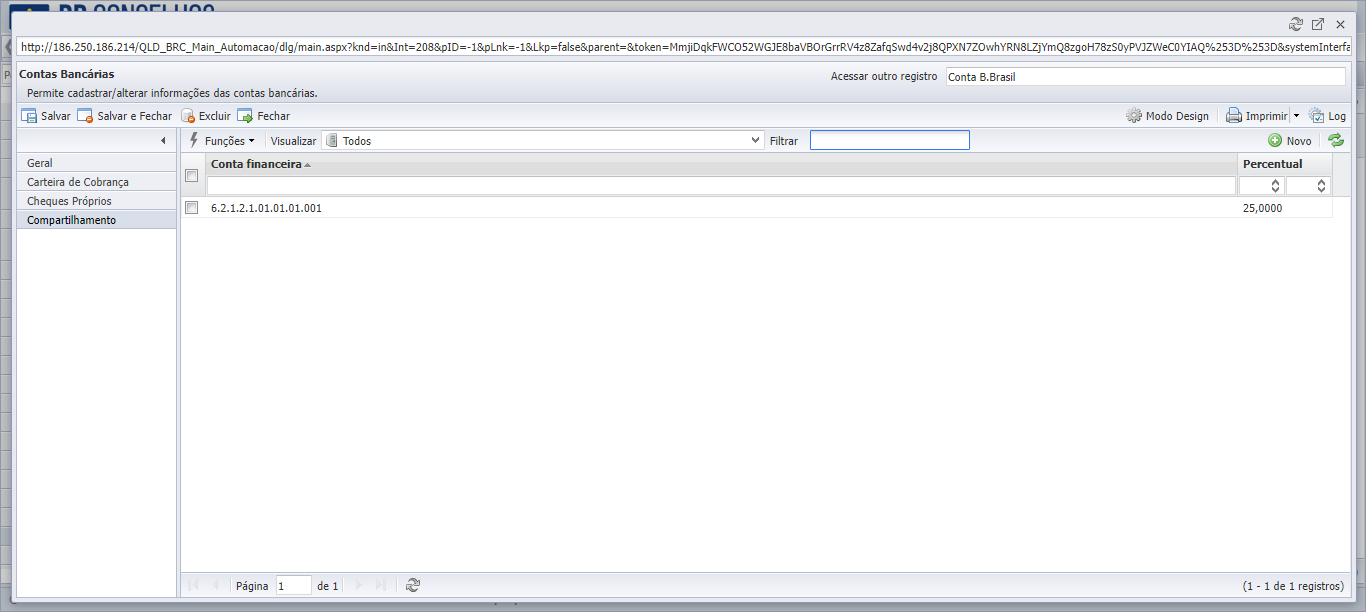 http://186.250.186.214/QLD_BRC_Main_Automacao/dlg/main.aspx?knd=in&Int=208&pID=-1&pLnk=-1&Lkp=false&parent=&token=MmjiDqkFWCO52WGJE8baVBOrGrrRV4z8ZafqSwd4v2j8QPXN7ZOwhYRN8LZjYmQ8zgoH78zS0yPVJZWeC0YIAQ%253D%253D&systemInterfa
Contas Bancárias
Acessar outro registro Conta B.Brasil
Permite cadastrar/alterar informações das contas bancárias.
Salvar Salvar e Fechar Excluir Fechar Modo Design Imprimir Log
Funções Visualizar Todos Filtrar Novo
Geral
Carteira de Cobrança
Cheques Próprios
Compartilhamento
Conta financeira Percentual
6.2.1.2.1.01.01.01.001 25,0000
Página 1 de 1 (1 - 1 de 1 registros)